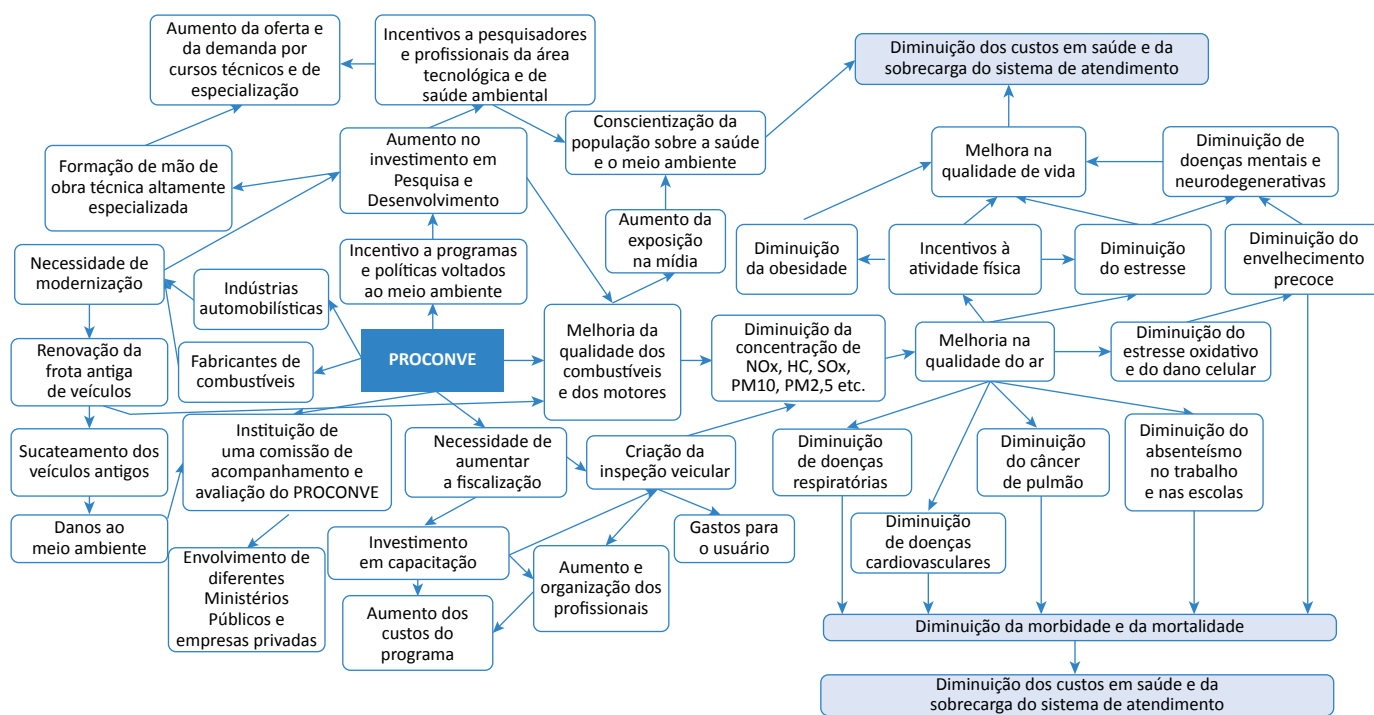 Aumento da oferta e
da demanda por
cursos técnicos e de
especialização
Incentivos a pesquisadores
e profissionais da área
tecnológica e de
saúde ambiental
Diminuição dos custos em saúde e da
sobrecarga do sistema de atendimento
Formação de mão de
obra técnica altamente
especializada
Aumento no
investimento em
Pesquisa e
Desenvolvimento
Conscientização da
população sobre a saúde
e o meio ambiente
Melhora na
qualidade de vida
Diminuição de
doenças mentais e
neurodegenerativas
Necessidade de
modernização
Indústrias
automobilísticas
Incentivo a programas
e políticas voltados
ao meio ambiente
Aumento da
exposição
na mídia
Diminuição
da obesidade
Incentivos à
atividade física
Diminuição
do estresse
Diminuição do
envelhecimento
precoce
Renovação da
frota antiga
de veículos
Fabricantes de
combustíveis
PROCONVE
Melhoria da
qualidade dos
combustíveis
e dos motores
Diminuição da
concentração de
NOx, HC, SOx,
PM10, PM2,5 etc.
Melhoria na
qualidade do ar
Diminuição do
estresse oxidativo
e do dano celular
Sucateamento dos
veículos antigos
Instituição de
uma comissão de
acompanhamento e
avaliação do PROCONVE
Necessidade de
aumentar
a fiscalização
Criação da
inspeção veicular
Diminuição
de doenças
respiratórias
Diminuição
do câncer
de pulmão
Diminuição do
absenteísmo
no trabalho
e nas escolas
Danos ao
meio ambiente
Envolvimento de
diferentes
Ministérios
Públicos e
empresas privadas
Investimento
em capacitação
Aumento e
organização dos
profissionais
Gastos para
o usuário
Diminuição
de doenças
cardiovasculares
Aumento dos
custos do
programa
Diminuição da morbidade e da mortalidade
Diminuição dos custos em saúde e da
sobrecarga do sistema de atendimento